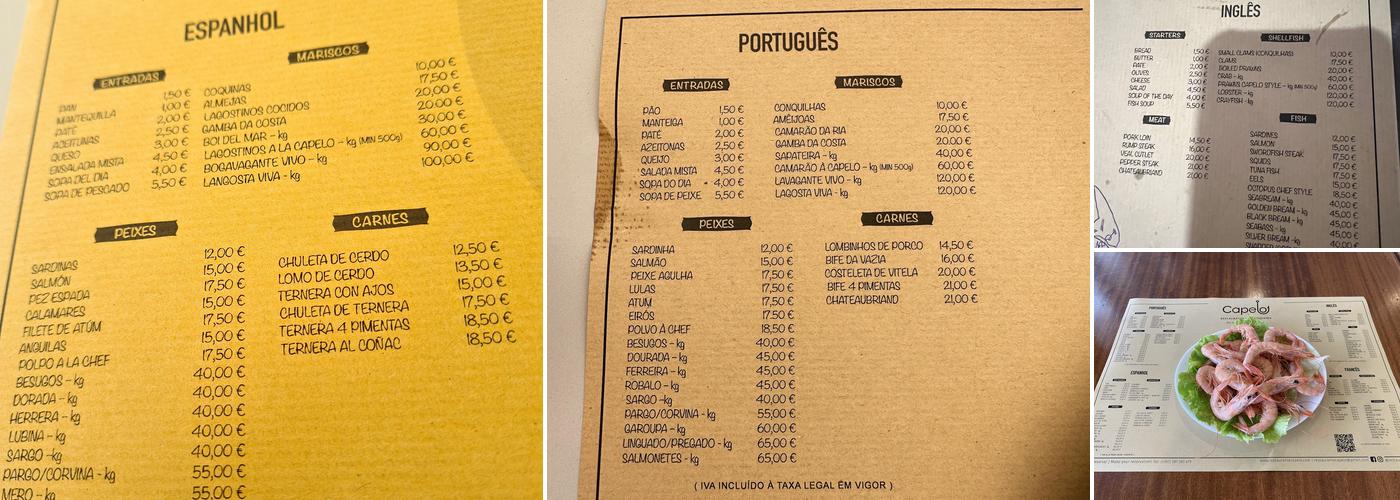 ESPANHOL
ENTRADAS
PAN 1,50 €
MANTEQUILLA 1,00 €
PATÉ 2,00 €
ACEITUNAS 2,50 €
QUESO 3,00 €
ENSALADA MISTA 4,50 €
SOPA DEL DIA 4,00 €
SOPA DE PESCADO 5,50 €
MARISCOS
COQUINAS 10,00 €
ALMEJAS 17,50 €
LAGOSTINOS COCIDOS 20,00 €
GAMBA DA COSTA 20,00 €
BOI DEL MAR - kg 30,00 €
LAGOSTINOS A LA CAPELO - kg (MIN 500g) 60,00 €
BOGAVAGANTE VIVO - kg 90,00 €
LANGOSTA VIVA - kg 100,00 €
PEIXES
SARDINAS 12,00 €
SALMÓN 15,00 €
PEZ ESPADA 17,50 €
CALAMARES 15,00 €
FILETE DE ATÚM 17,50 €
ANGUILAS 15,00 €
POLPO A LA CHEF 17,50 €
BESUGOS - kg 40,00 €
DORADA - kg 40,00 €
HERRERA - kg 40,00 €
LUBINA - kg 40,00 €
SARGO - kg 40,00 €
PARGO/CORVINA - kg 55,00 €
MERO - kg 55,00 €
CARNES
CHULETA DE CERDO 12,50 €
LOMO DE CERDO 13,50 €
TERNERA CON AJOS 15,00 €
CHULETA DE TERNERA 17,50 €
TERNERA 4 PIMENTAS 18,50 €
TERNERA AL COÑAC 18,50 €
PORTUGUÊS
ENTRADAS
PÃO 1,50 €
MANTEIGA 1,00 €
PATÉ 2,00 €
AZEITONAS 2,50 €
QUEIJO 3,00 €
SALADA MISTA 4,50 €
SOPA DO DIA 4,00 €
SOPA DE PEIXE 5,50 €
MARISCOS
CONQUILHAS 10,00 €
AMÊIJOAS 17,50 €
CAMARÃO DA RIA 20,00 €
GAMBA DA COSTA 20,00 €
SAPATEIRA - kg 40,00 €
CAMARÃO À CAPELO - kg (MIN 500g) 60,00 €
LAVAGANTE VIVO - kg 120,00 €
LAGOSTA VIVA - kg 120,00 €
PEIXES
SARDINHA 12,00 €
SALMÃO 15,00 €
PEIXE AGULHA 17,50 €
LULAS 17,50 €
ATUM 17,50 €
EIRÓS 17,50 €
POLVO À CHEF 18,50 €
BESUGOS - kg 40,00 €
DOURADA - kg 45,00 €
FERREIRA - kg 45,00 €
ROBALO - kg 45,00 €
SARGO -kg 40,00 €
PARGO/CORVINA - kg 55,00 €
GAROUPA - kg 60,00 €
LINGUADO/PREGADO - kg 65,00 €
SALMONETES - kg 65,00 €
CARNES
LOMBINHOS DE PORCO 14,50 €
BIFE DA VAZIA 16,00 €
COSTELETA DE VITELA 20,00 €
BIFE 4 PIMENTAS 21,00 €
CHATEAUBRIAND 21,00 €
( IVA INCLUÍDO À TAXA LEGAL EM VIGOR )
INGLÊS
STARTERS
BREAD 1,50 €
BUTTER 1,00 €
PATE 2,00 €
OLIVES 2,50 €
CHEESE 3,00 €
SALAD 4,50 €
SOUP OF THE DAY 4,00 €
FISH SOUP 5,50 €
SHELLFISH
SMALL CLAMS (CONQUILHAS) 10,00 €
CLAMS 17,50 €
BOILED PRAWNS 20,00 €
CRAB - kg 40,00 €
PRAWNS CAPELO STYLE - kg (MIN 500g) 60,00 €
LOBSTER - kg 120,00 €
CRAYFISH - kg 120,00 €
MEAT
PORK LOIN 14,50 €
RUMP STEAK 16,00 €
VEAL CUTLET 20,00 €
PEPPER STEAK 21,00 €
CHATEAUBRIAND 21,00 €
FISH
SARDINES 12,00 €
SALMON 15,00 €
SWORDFISH STEAK 17,50 €
SQUIDS 17,50 €
TUNA FISH 17,50 €
EELS 15,00 €
OCTOPUS CHEF STYLE 18,50 €
SEABREAM - kg 40,00 €
GOLDEN BREAM - kg 45,00 €
BLACK BREAM - kg 45,00 €
SEABASS - kg 45,00 €
SILVER BREAM -kg 40,00 €
Capelo
PORTUGUÊS
INGLÊS
ESPANHOL
FRANCÊS